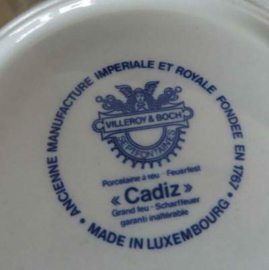 ANCIENNE MANUFACTURE IMPERIALE ET ROYALE FONDEE EN 1767 •
VILLEROY & BOCH
SEPTFONTAINES
Porcelaine à feu - Feuerfest
« Cadiz »
Grand feu - Scharffeuer
garanti inaltérable
• MADE IN LUXEMBOURG •